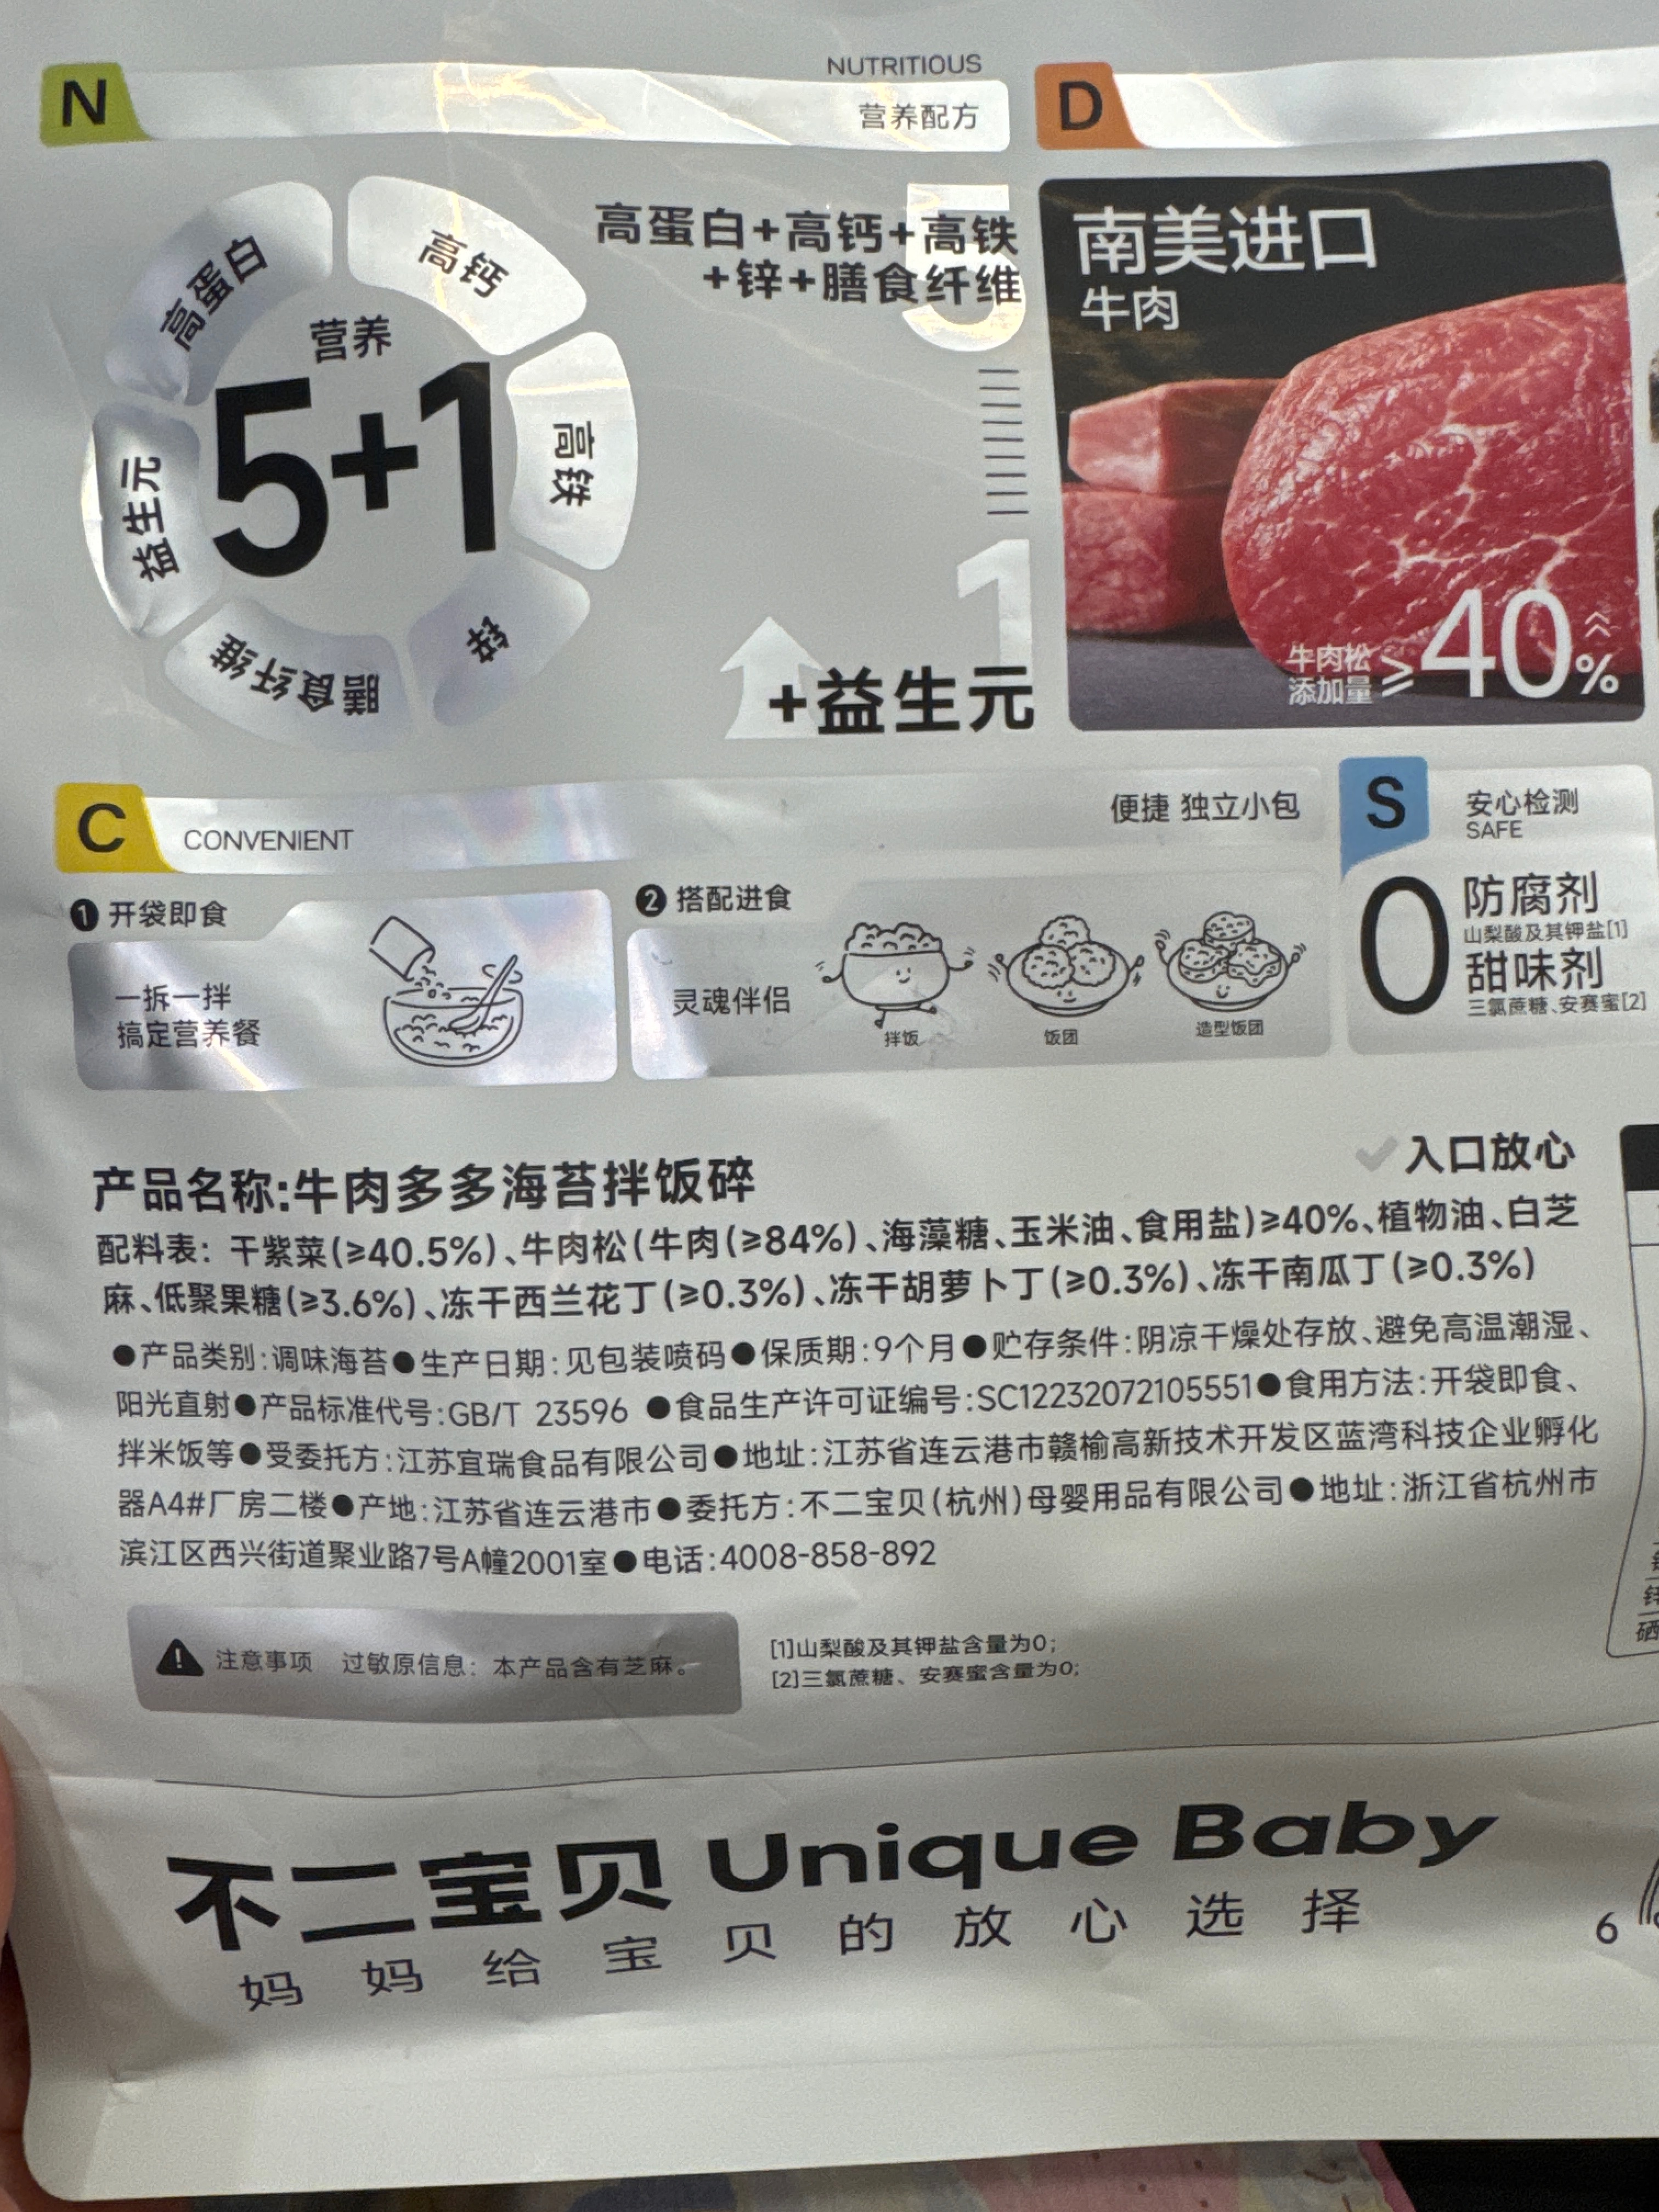 N
NUTRITIOUS
营养配方
高蛋白
高钙
高铁
锌
膳食纤维
益生元
营养
5+1
5
高蛋白+高钙+高铁
+锌+膳食纤维
1
+益生元
D
南美进口
牛肉
牛肉松
添加量
≥40%
C CONVENIENT
便捷 独立小包
1 开袋即食
一拆一拌
搞定营养餐
2 搭配进食
灵魂伴侣
拌饭
饭团
造型饭团
S
安心检测
SAFE
0
防腐剂
山梨酸及其钾盐[1]
甜味剂
三氯蔗糖、安赛蜜[2]
产品名称:牛肉多多海苔拌饭碎
入口放心
配料表: 干紫菜(≥40.5%)、牛肉松(牛肉(≥84%)、海藻糖、玉米油、食用盐)≥40%、植物油、白芝
麻、低聚果糖(≥3.6%)、冻干西兰花丁(≥0.3%)、冻干胡萝卜丁(≥0.3%)、冻干南瓜丁(≥0.3%)
●产品类别:调味海苔●生产日期:见包装喷码●保质期:9个月●贮存条件:阴凉干燥处存放、避免高温潮湿、
阳光直射●产品标准代号:GB/T 23596 ●食品生产许可证编号:SC12232072105551●食用方法:开袋即食、
拌米饭等●受委托方:江苏宜瑞食品有限公司●地址:江苏省连云港市赣榆高新技术开发区蓝湾科技企业孵化
器A4#厂房二楼●产地:江苏省连云港市●委托方:不二宝贝(杭州)母婴用品有限公司●地址:浙江省杭州市
滨江区西兴街道聚业路7号A幢2001室●电话:4008-858-892
注意事项 过敏原信息: 本产品含有芝麻。
[1]山梨酸及其钾盐含量为0;
[2]三氯蔗糖、安赛蜜含量为0;
硒
不二宝贝 Unique Baby
妈妈给宝贝的放心选择
6